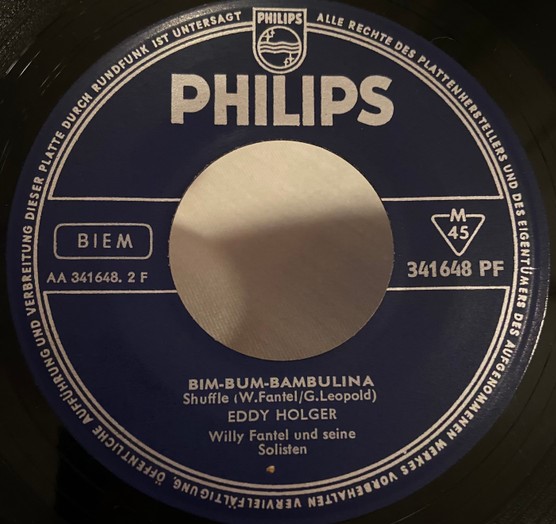 PHILIPS
PHILIPS
BIEM
AA 341648. 2 F
M
45
341648 PF
BIM-BUM-BAMBULINA
Shuffle (W.Fantel/G.Leopold)
EDDY HOLGER
Willy Fantel und seine
Solisten
ALLE RECHTE DES PLATTENHERSTELLERS UND DES EIGENTÜMERS DES AUFGENOMMENEN WERKES VORBEHALTEN VERVIELFÄLTIGUNG, ÖFFENTLICHE AUFFÜHRUNG UND VERBREITUNG DIESER PLATTE DURCH RUNDFUNK IST UNTERSAGT